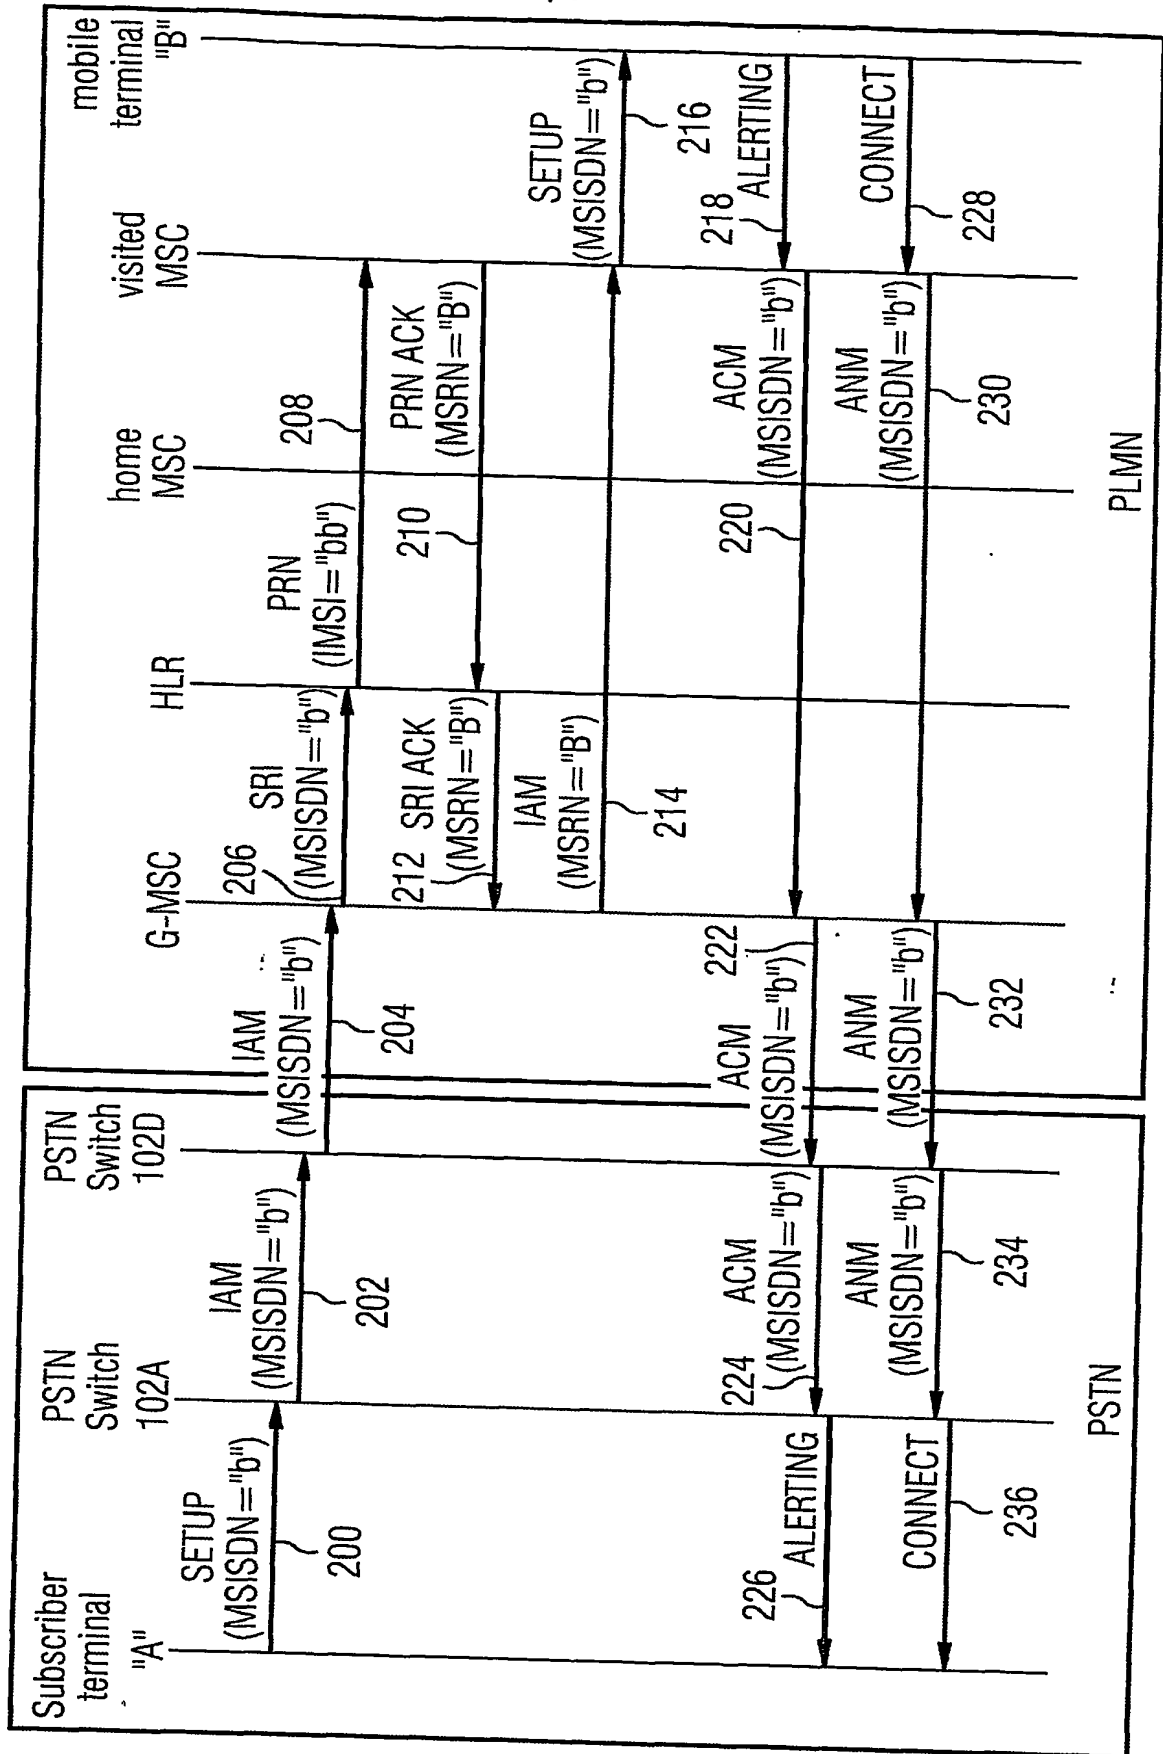 Subscriber
terminal
"A"
PSTN
Switch
102A
PSTN
Switch
102D
G-MSC
HLR
home
MSC
visited
MSC
mobile
terminal
"B"
SETUP
(MSISDN="b")
200
IAM
(MSISDN="b")
202
IAM
(MSISDN="b")
204
206
SRI
(MSISDN="b")
PRN
(IMSI="bb")
208
PRN ACK
(MSRN="B")
210
212
SRI ACK
(MSRN="B")
IAM
(MSRN="B")
214
SETUP
(MSISDN="b")
216
218
ALERTING
ACM
(MSISDN="b")
220
222
ACM
(MSISDN="b")
224
ACM
(MSISDN="b")
226
ALERTING
CONNECT
228
ANM
(MSISDN="b")
230
ANM
(MSISDN="b")
232
ANM
(MSISDN="b")
234
CONNECT
236
PSTN
PLMN